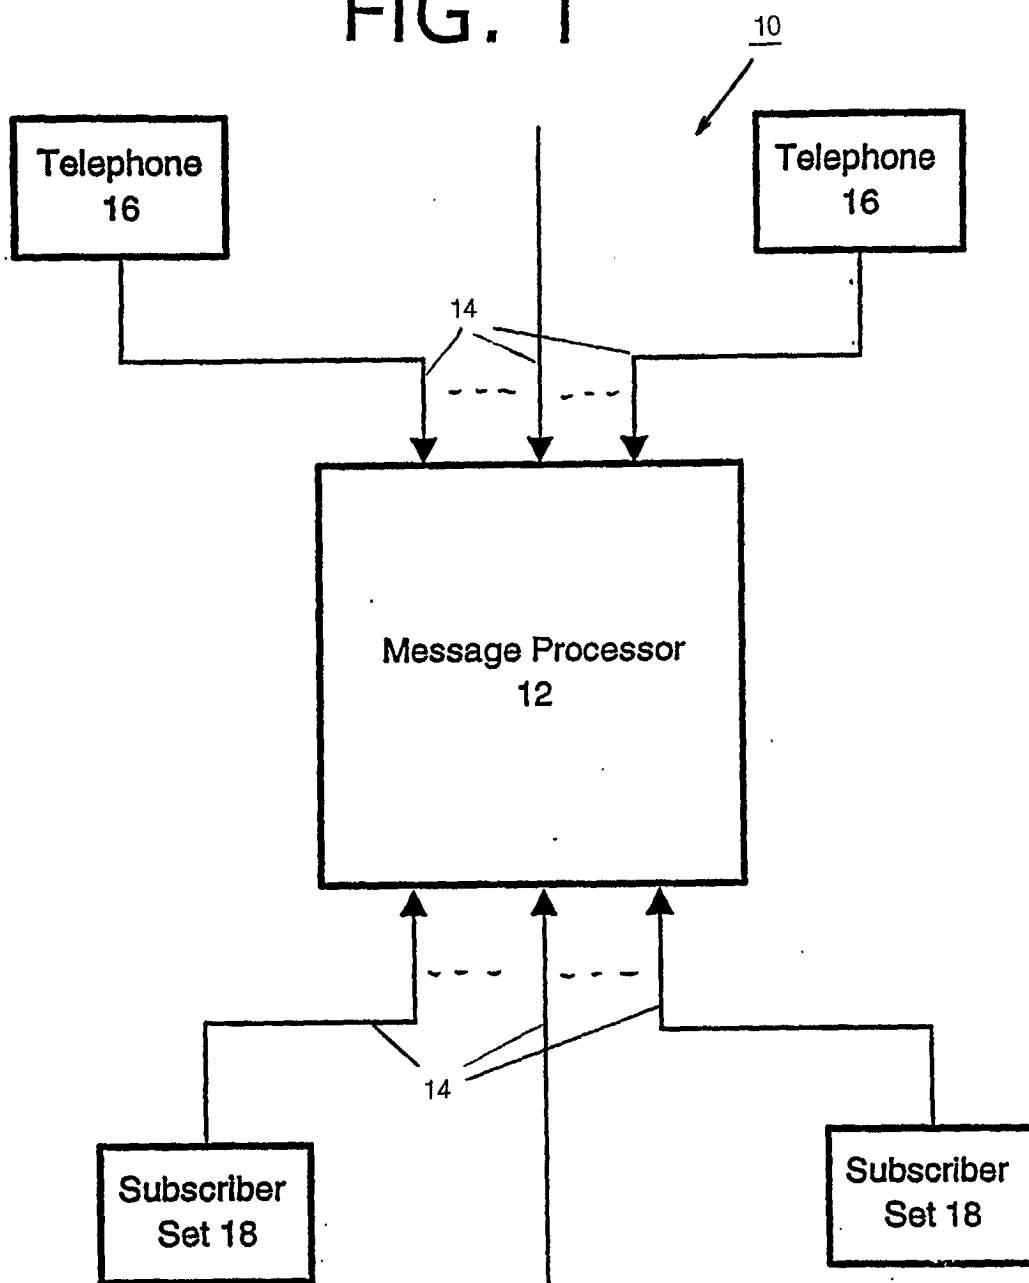 FIG. 1
10
Telephone
16
Telephone
16
14
Message Processor
12
14
Subscriber
Set 18
Subscriber
Set 18